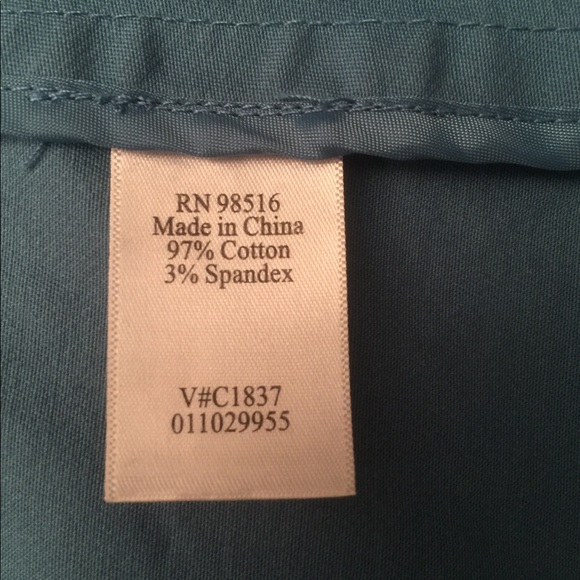 RN 98516
Made in China
97% Cotton
3% Spandex
V#C1837
011029955